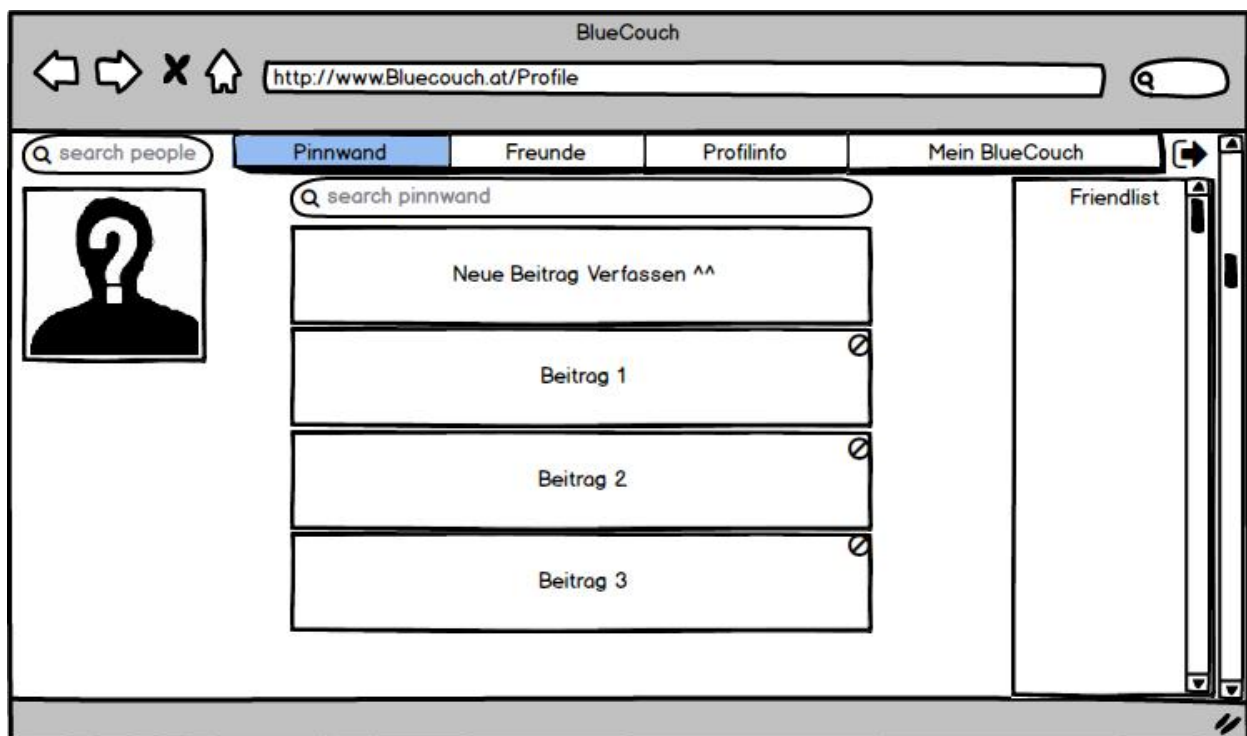 BlueCouch
http://www.Bluecouch.at/Profile
search people
Pinnwand
Freunde
Profilinfo
Mein BlueCouch
search pinnwand
Friendlist
Neue Beitrag Verfassen ^^
Beitrag 1
Beitrag 2
Beitrag 3